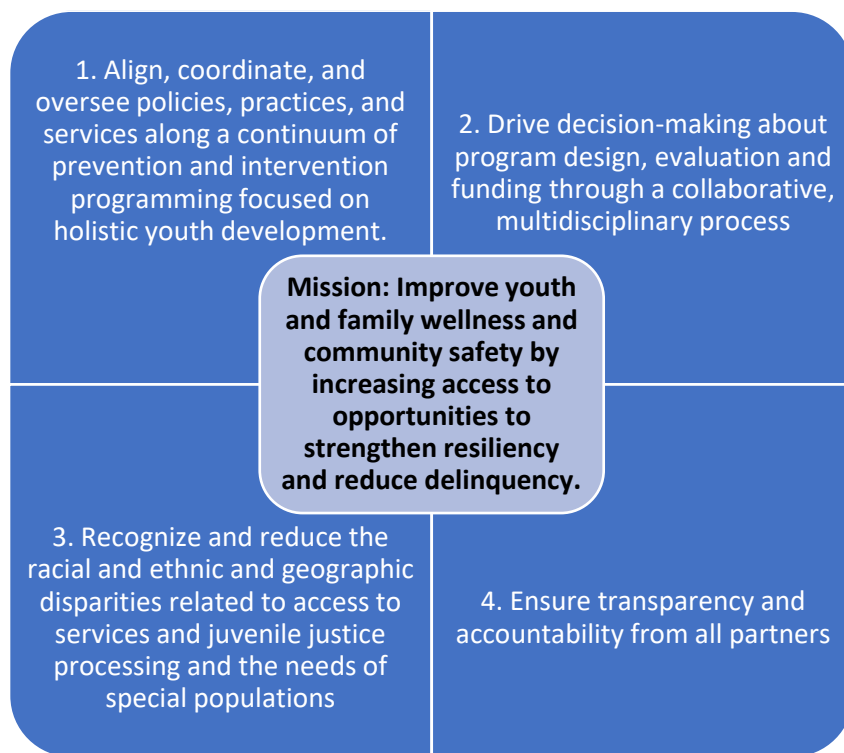 1. Align, coordinate, and
oversee policies, practices, and
services along a continuum of
prevention and intervention
programming focused on
holistic youth development.
2. Drive decision-making about
program design, evaluation and
funding through a collaborative,
multidisciplinary process
Mission: Improve youth
and family wellness and
community safety by
increasing access to
opportunities to
strengthen resiliency
and reduce delinquency.
3. Recognize and reduce the
racial and ethnic and geographic
disparities related to access to
services and juvenile justice
processing and the needs of
special populations
4. Ensure transparency and
accountability from all partners